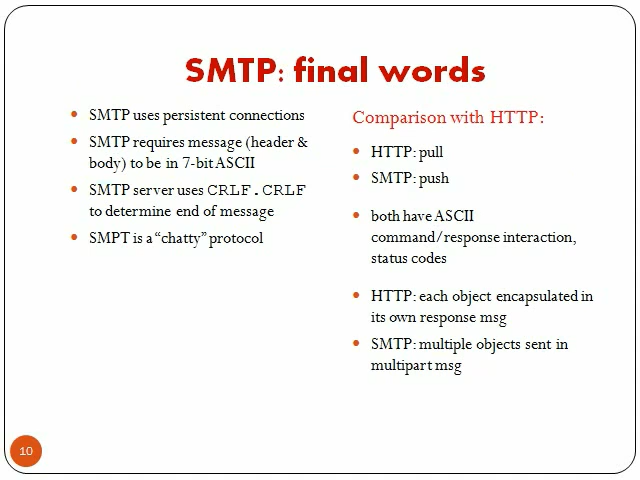 SMTP: final words
• SMTP uses persistent connections
• SMTP requires message (header &
body) to be in 7-bit ASCII
• SMTP server uses CRLF.CRLF
to determine end of message
• SMPT is a “chatty” protocol
Comparison with HTTP:
• HTTP: pull
• SMTP: push
• both have ASCII
command/response interaction,
status codes
• HTTP: each object encapsulated in
its own response msg
• SMTP: multiple objects sent in
multipart msg
10